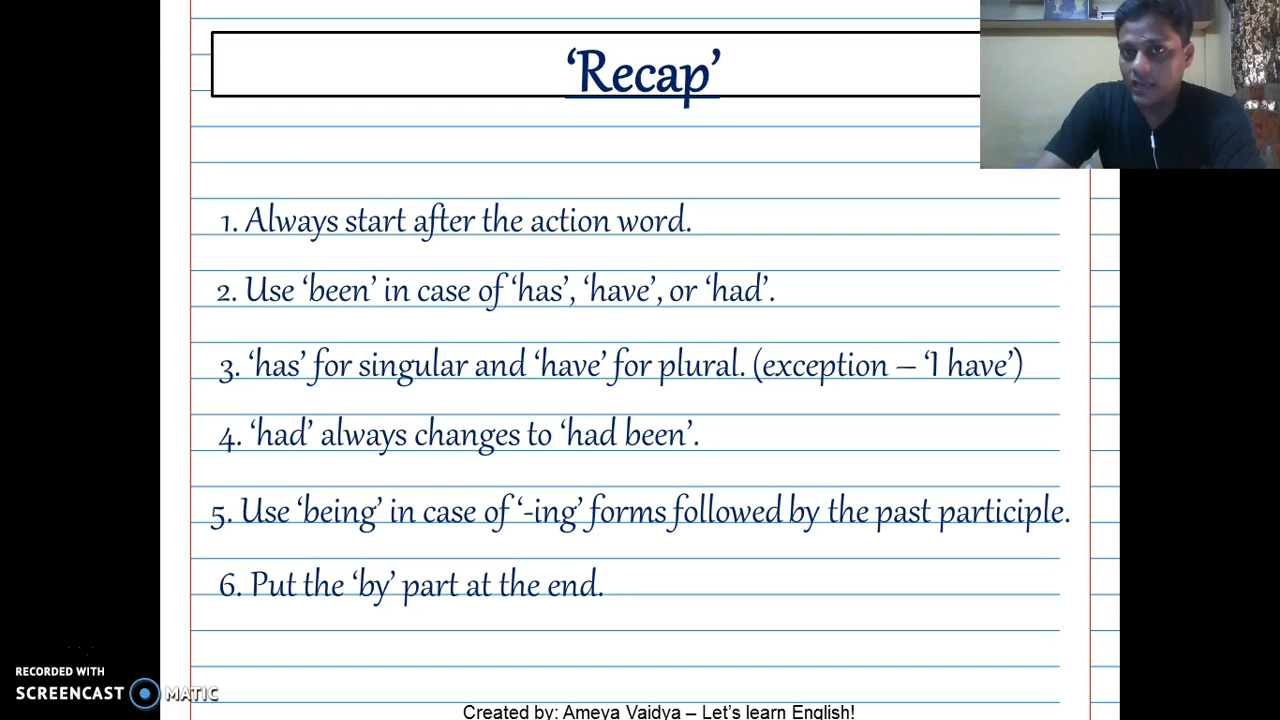 ‘Recap’
1. Always start after the action word.
2. Use ‘been’ in case of ‘has’, ‘have’, or ‘had’.
3. ‘has’ for singular and ‘have’ for plural. (exception – ‘I have’)
4. ‘had’ always changes to ‘had been’.
5. Use ‘being’ in case of ‘-ing’ forms followed by the past participle.
6. Put the ‘by’ part at the end.
RECORDED WITH
SCREENCAST MATIC
Created by: Ameya Vaidya – Let’s learn English!